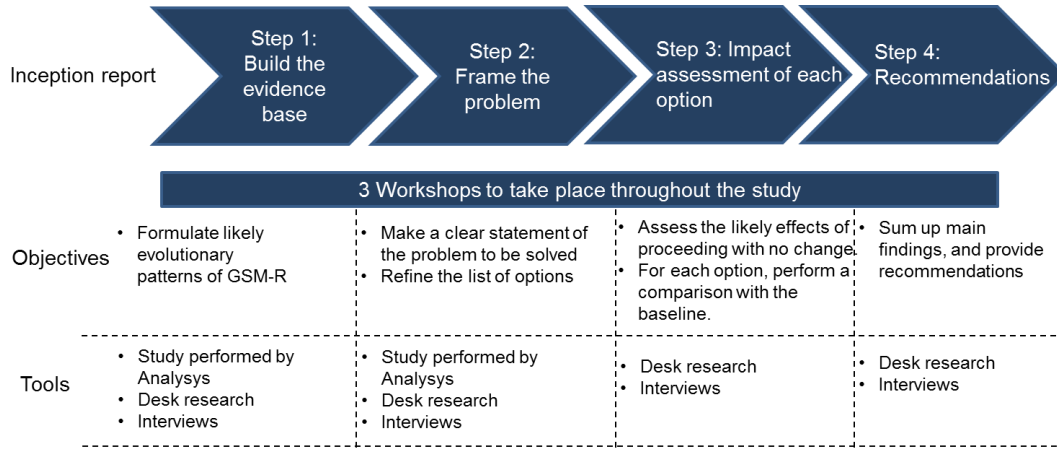 Inception report
Step 1:
Build the
evidence
base
Step 2:
Frame the
problem
Step 3: Impact
assessment of each
option
Step 4:
Recommendations
3 Workshops to take place throughout the study
Objectives
• Formulate likely
evolutionary
patterns of GSM-R
• Make a clear statement of
the problem to be solved
• Refine the list of options
• Assess the likely effects of
proceeding with no change.
• For each option, perform a
comparison with the
baseline.
• Sum up main
findings, and provide
recommendations
Tools
• Study performed by
Analysys
• Desk research
• Interviews
• Study performed by
Analysys
• Desk research
• Interviews
• Desk research
• Interviews
• Desk research
• Interviews